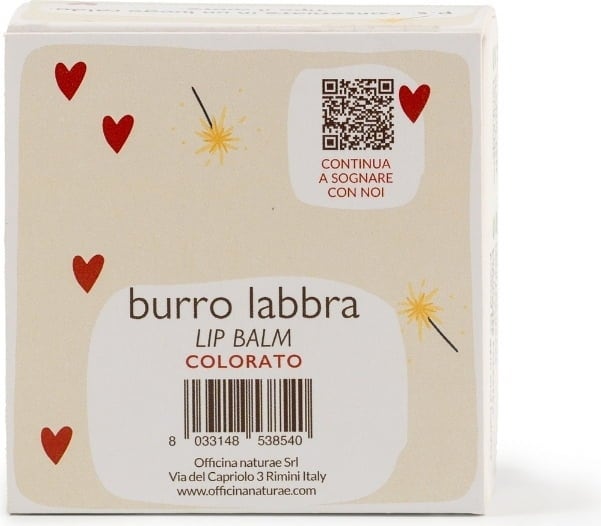 CONTINUA
A SOGNARE
CON NOI
burro labbra
LIP BALM
COLORATO
8 033148 538540
Officina naturae Srl
Via del Capriolo 3 Rimini Italy
www.officinaturae.com